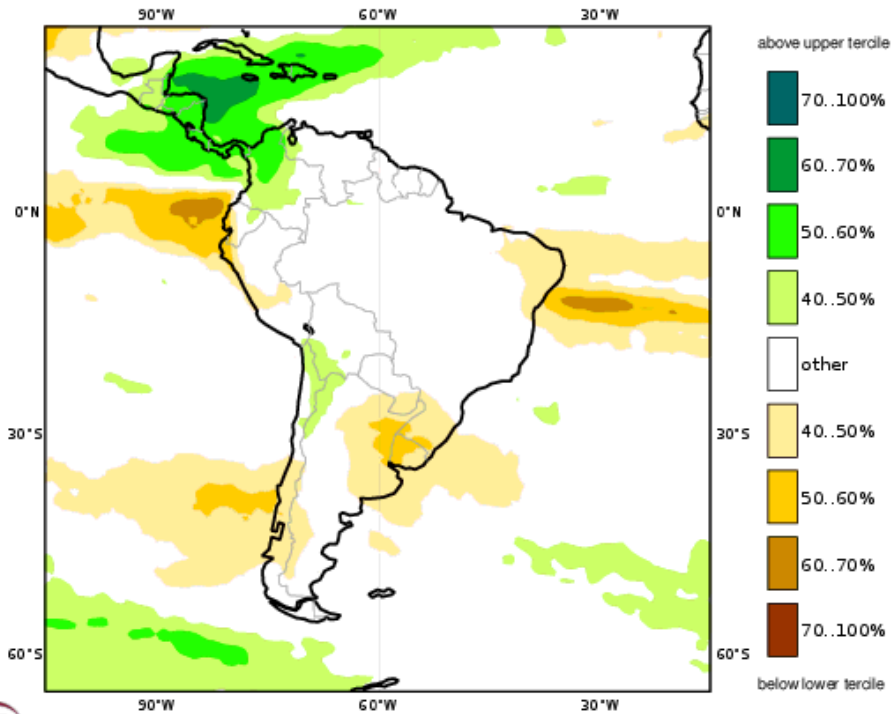 90°W 60°W 30°W
above upper tercile
70..100%
60..70%
0°N 0°N
50..60%
40..50%
other
30°S 30°S
40..50%
50..60%
60..70%
70..100%
60°S 60°S
below lower tercile
90°W 60°W 30°W